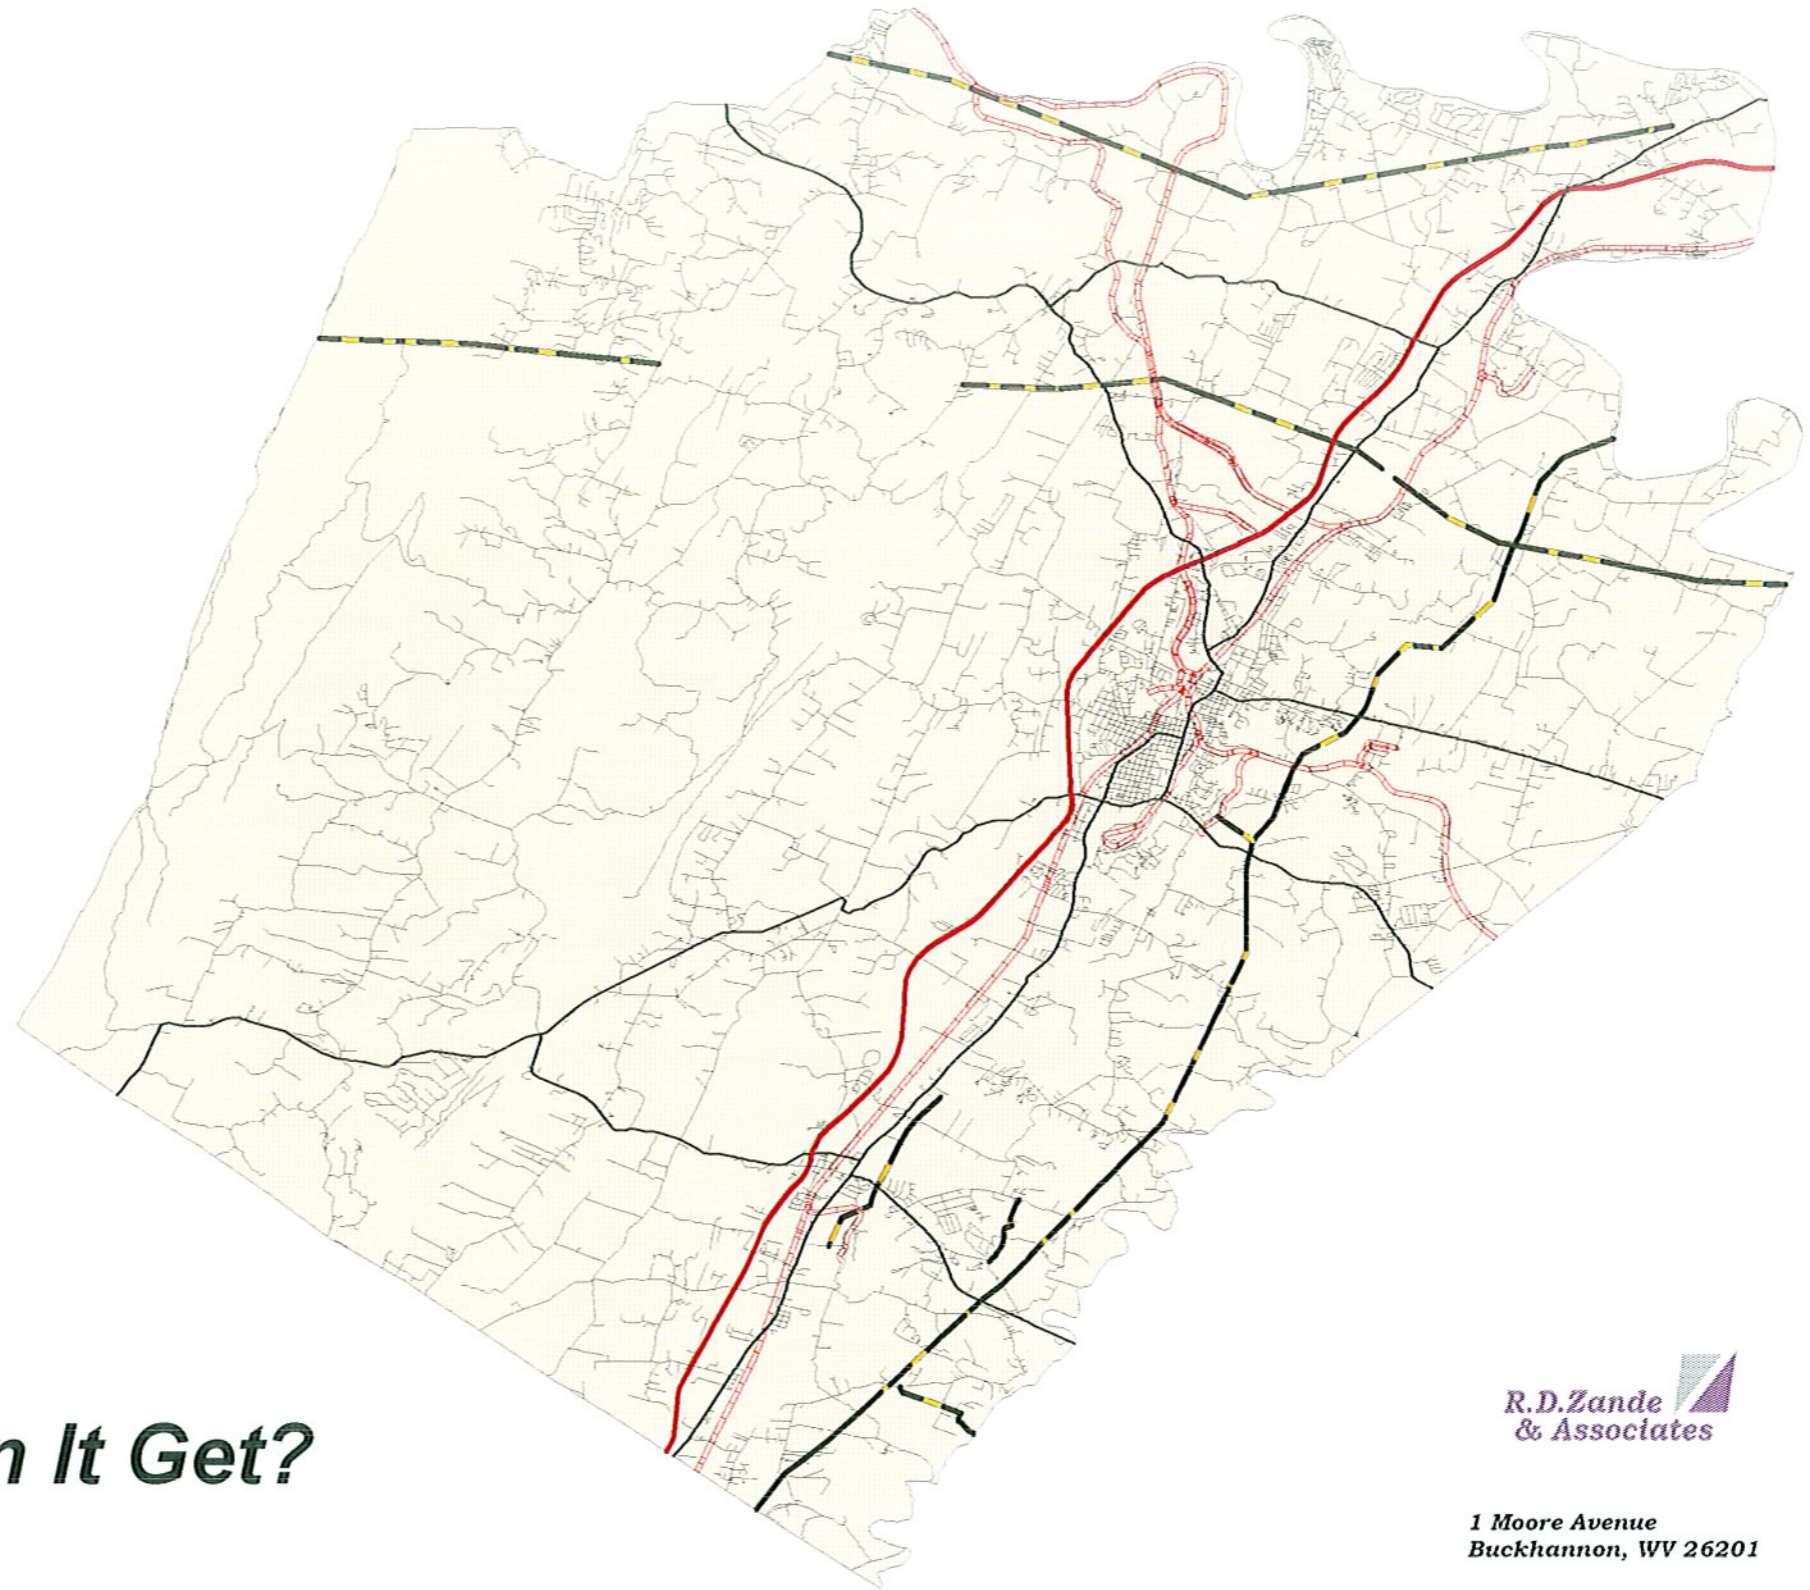 n It Get?
R.D.Zande
& Associates
1 Moore Avenue
Buckhannon, WV 26201